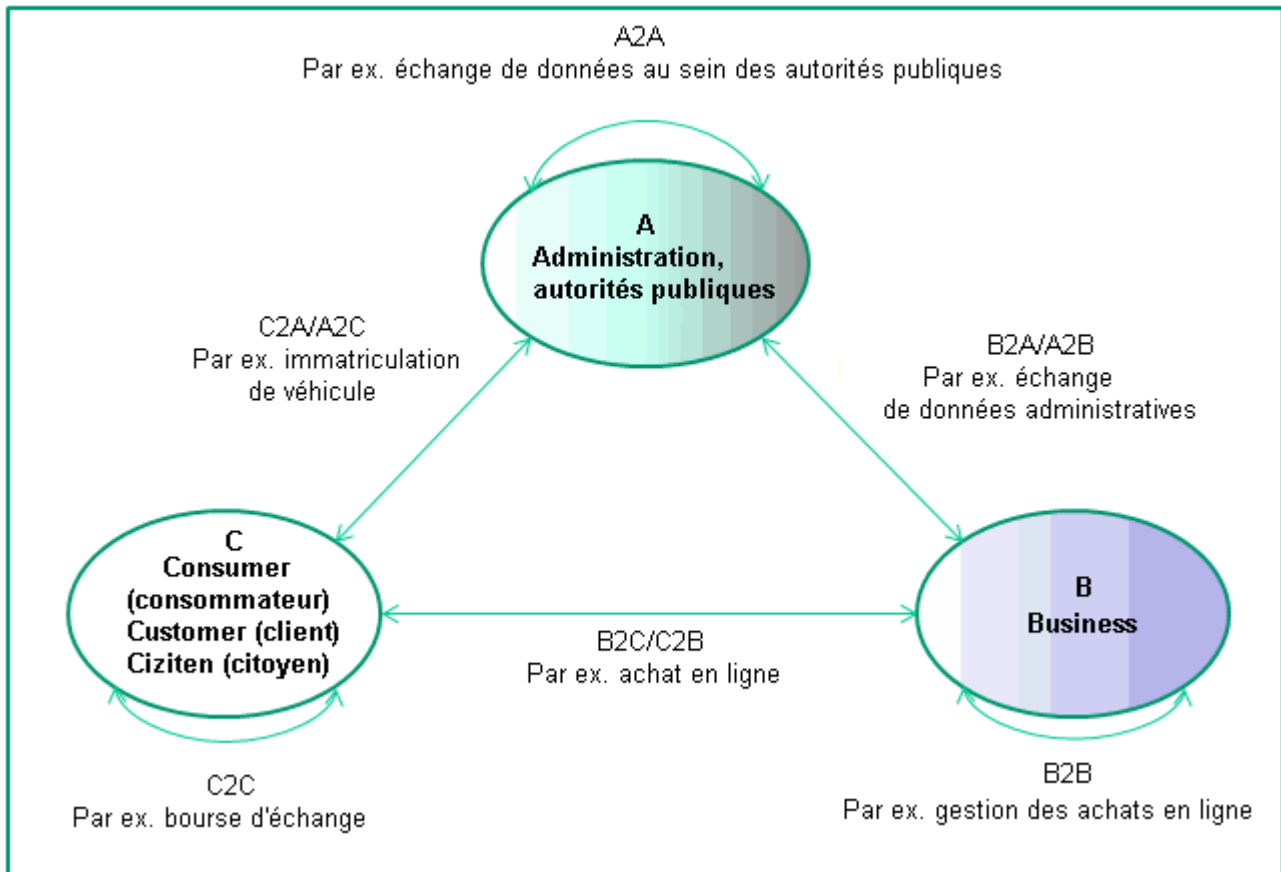 A2A
Par ex. échange de données au sein des autorités publiques
A
Administration,
autorités publiques
C2A/A2C
Par ex. immatriculation
de véhicule
B2A/A2B
Par ex. échange
de données administratives
C
Consumer
(consommateur)
Customer (client)
Ciziten (citoyen)
B
Business
B2C/C2B
Par ex. achat en ligne
C2C
Par ex. bourse d'échange
B2B
Par ex. gestion des achats en ligne